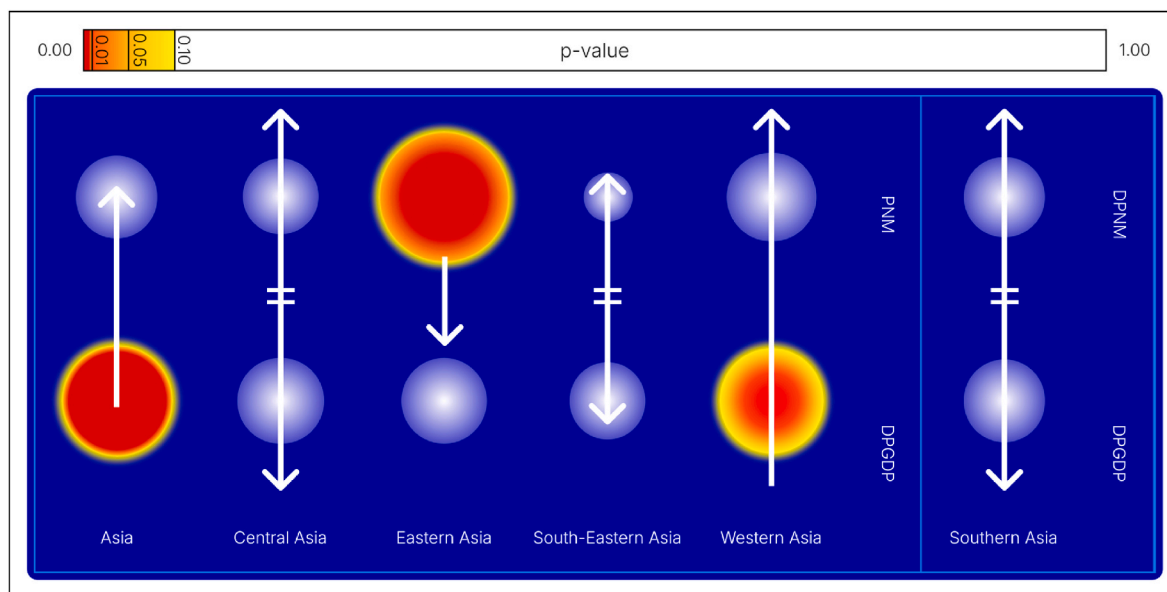 0.00
0.01
0.05
0.10
p-value
1.00
PNM
DPNM
DPGDP
DPGDP
Asia
Central Asia
Eastern Asia
South-Eastern Asia
Western Asia
Southern Asia